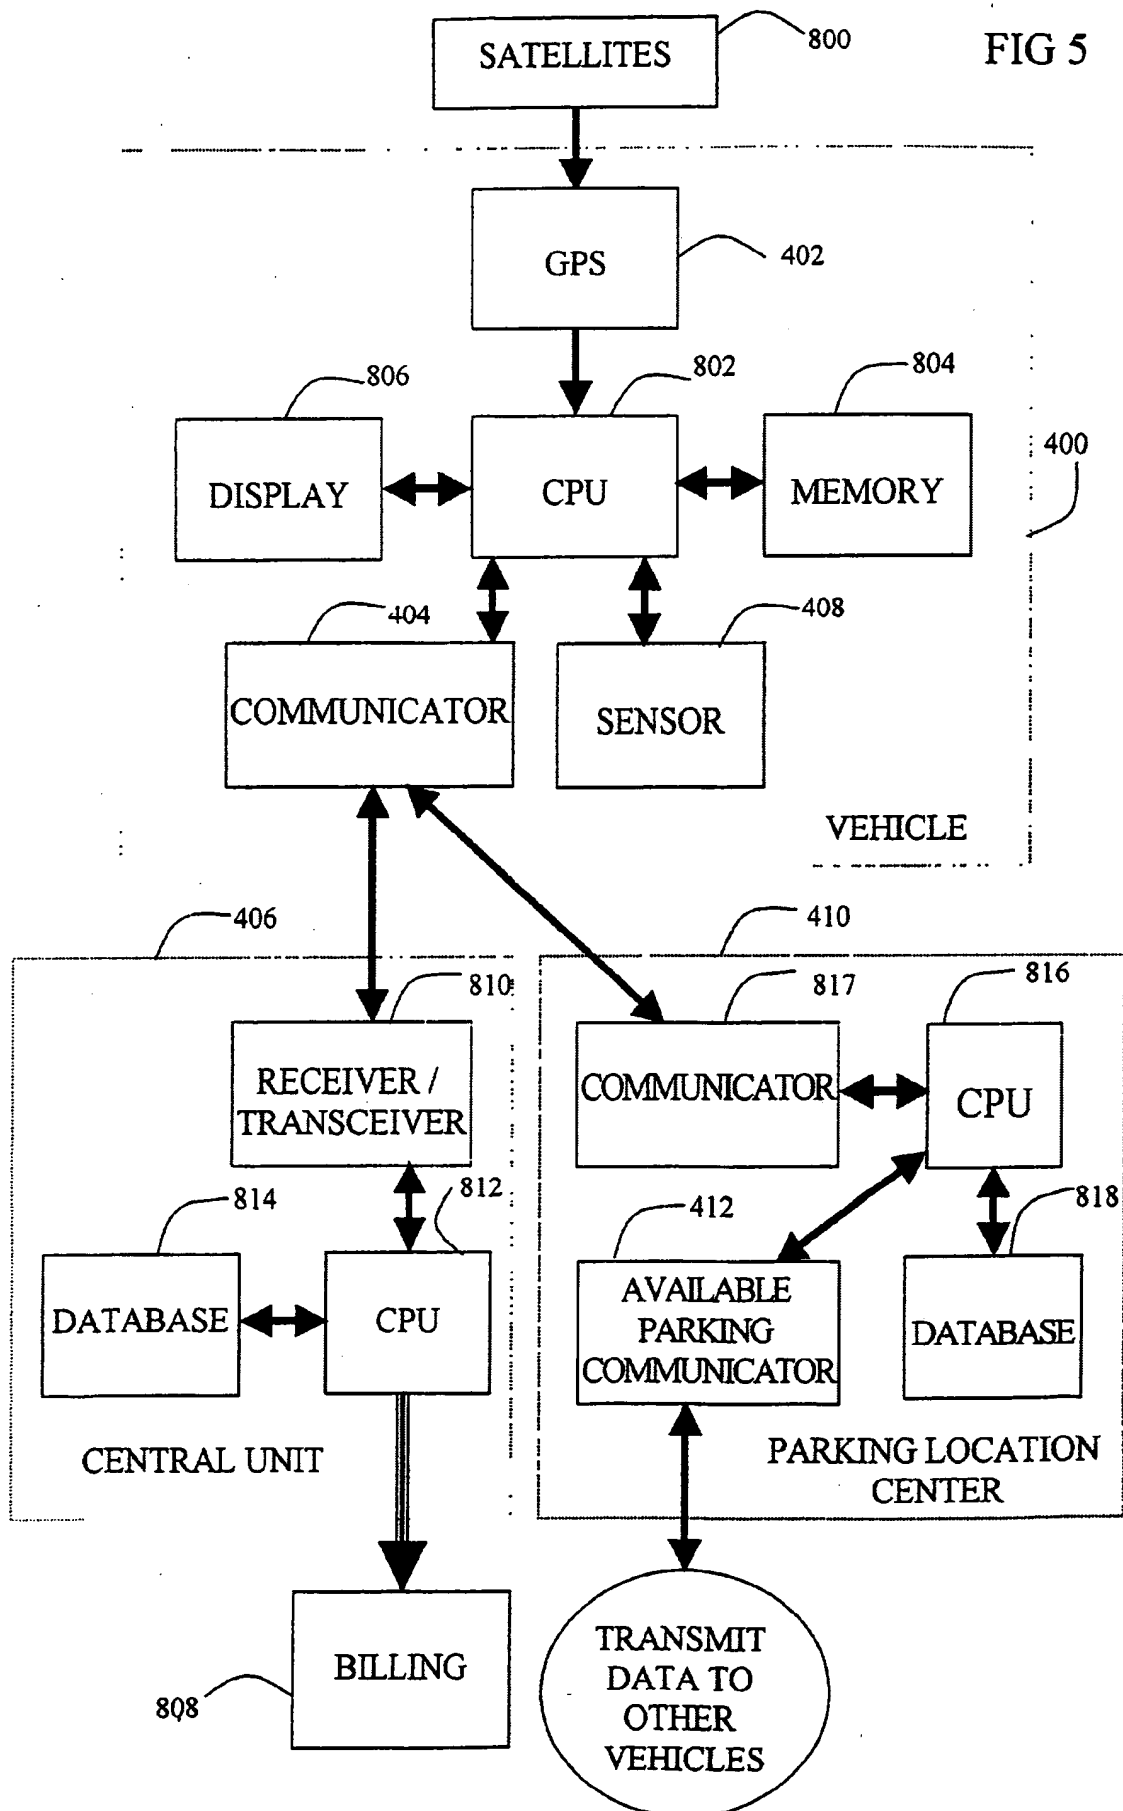 SATELLITES
800
FIG 5
GPS
402
806
802
804
400
DISPLAY
CPU
MEMORY
404
408
COMMUNICATOR
SENSOR
VEHICLE
406
410
810
817
816
RECEIVER /
TRANSCEIVER
COMMUNICATOR
CPU
814
812
412
818
DATABASE
CPU
AVAILABLE
PARKING
COMMUNICATOR
DATABASE
CENTRAL UNIT
PARKING LOCATION
CENTER
BILLING
808
TRANSMIT
DATA TO
OTHER
VEHICLES